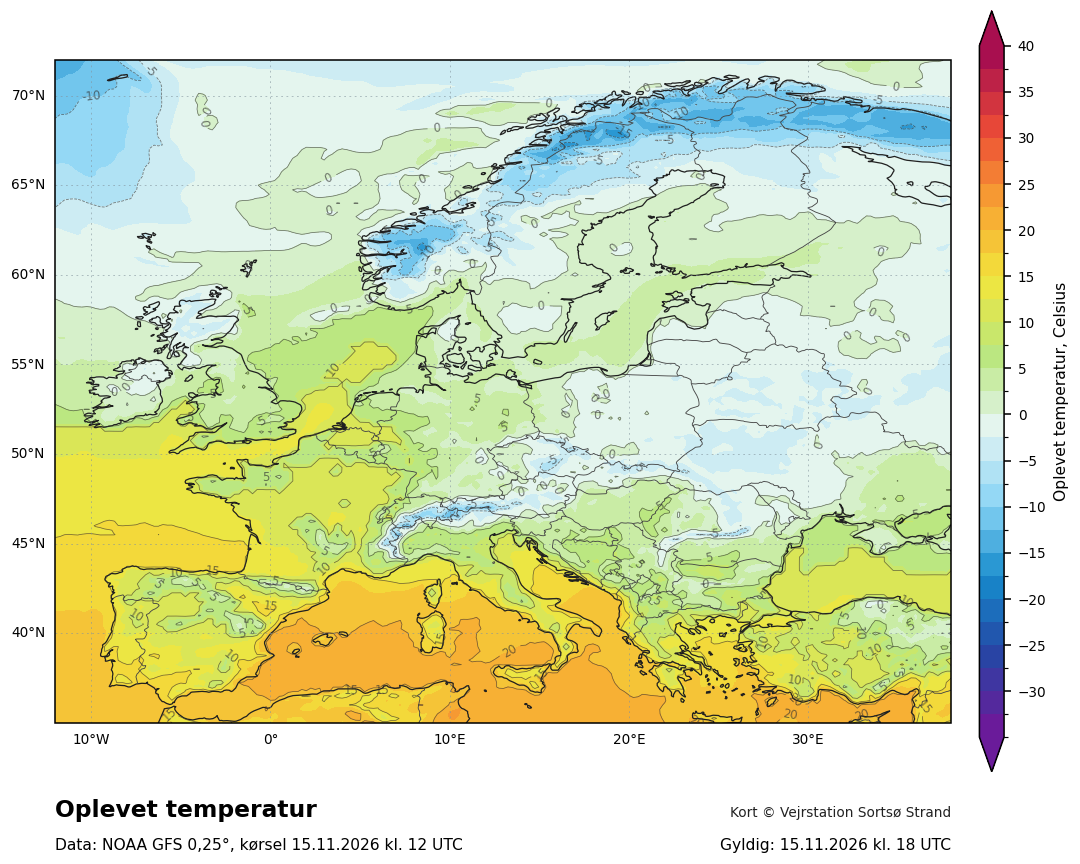 40
35
30
25
20
15
10
5
0
−5
−10
−15
−20
−25
−30
Oplevet temperatur, Celsius
70°N
65°N
60°N
55°N
50°N
45°N
40°N
10°W 0° 10°E 20°E 30°E
Oplevet temperatur
Kort © Vejrstation Sortsø Strand
Data: NOAA GFS 0,25°, kørsel 15.11.2026 kl. 12 UTC
Gyldig: 15.11.2026 kl. 18 UTC